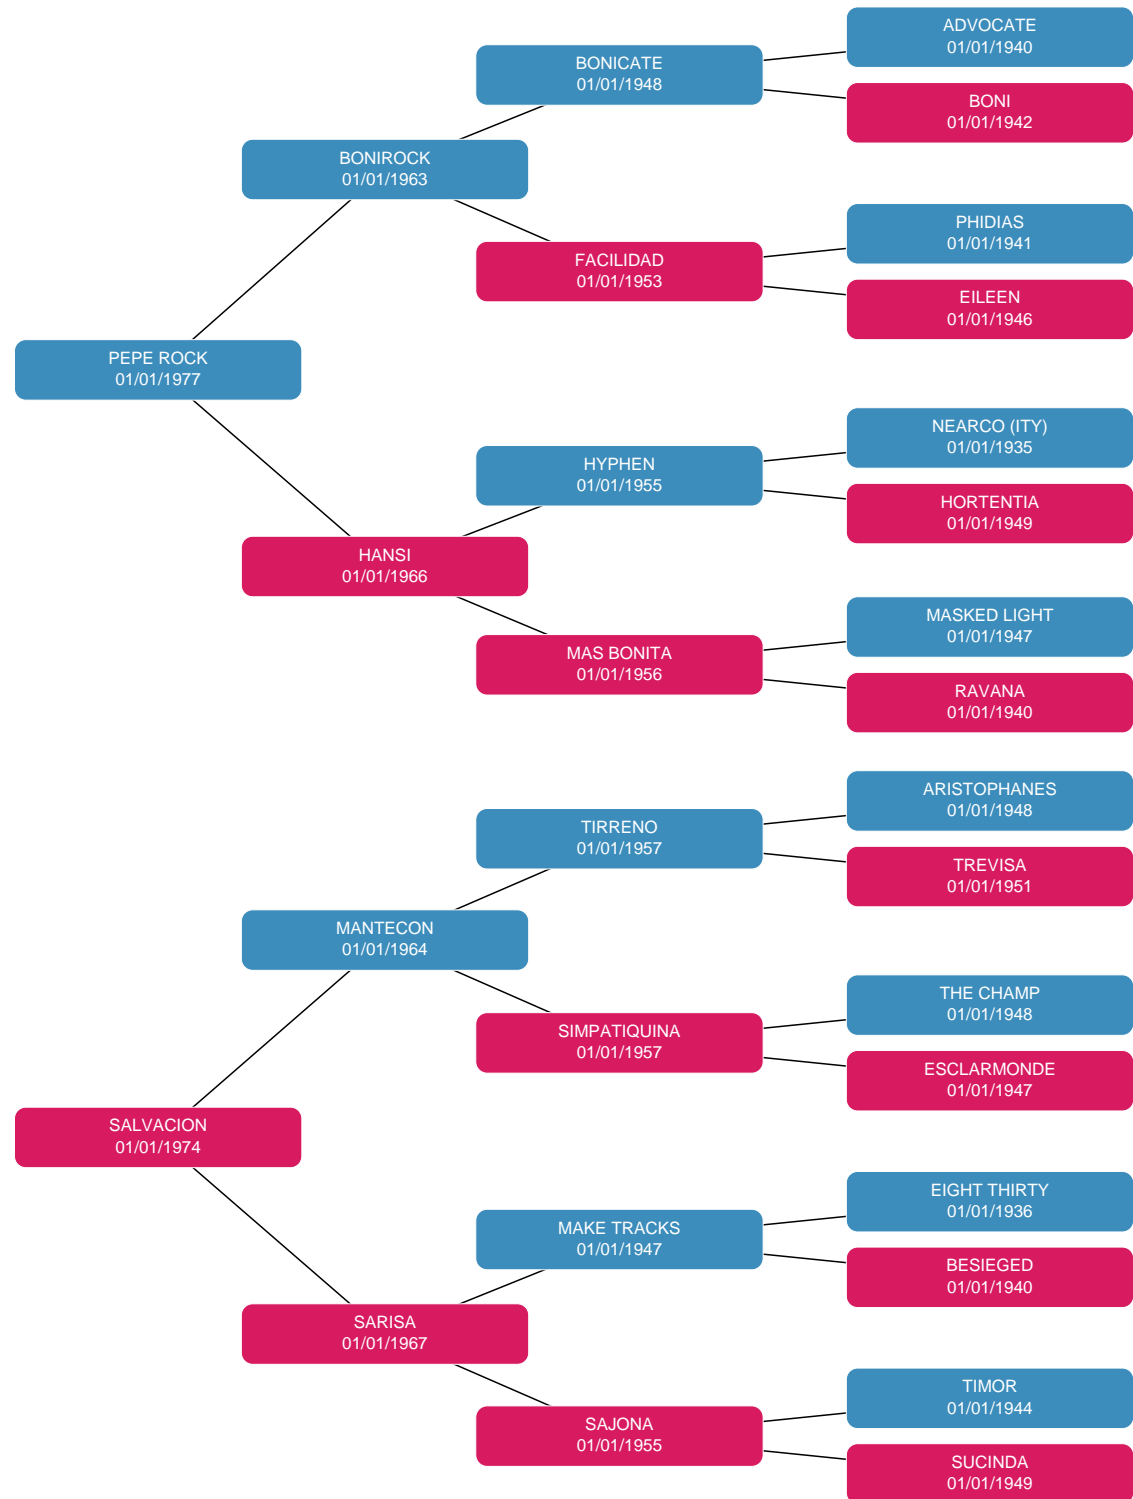 ADVOCATE
01/01/1940
BONICATE
01/01/1948
BONI
01/01/1942
BONIROCK
01/01/1963
PHIDIAS
01/01/1941
FACILIDAD
01/01/1953
EILEEN
01/01/1946
PEPE ROCK
01/01/1977
NEARCO (ITY)
01/01/1935
HYPHEN
01/01/1955
HORTENTIA
01/01/1949
HANSI
01/01/1966
MASKED LIGHT
01/01/1947
MAS BONITA
01/01/1956
RAVANA
01/01/1940
ARISTOPHANES
01/01/1948
TIRRENO
01/01/1957
TREVISA
01/01/1951
MANTECON
01/01/1964
THE CHAMP
01/01/1948
SIMPATIQUINA
01/01/1957
ESCLARMONDE
01/01/1947
SALVACION
01/01/1974
EIGHT THIRTY
01/01/1936
MAKE TRACKS
01/01/1947
BESIEGED
01/01/1940
SARISA
01/01/1967
TIMOR
01/01/1944
SAJONA
01/01/1955
SUCINDA
01/01/1949